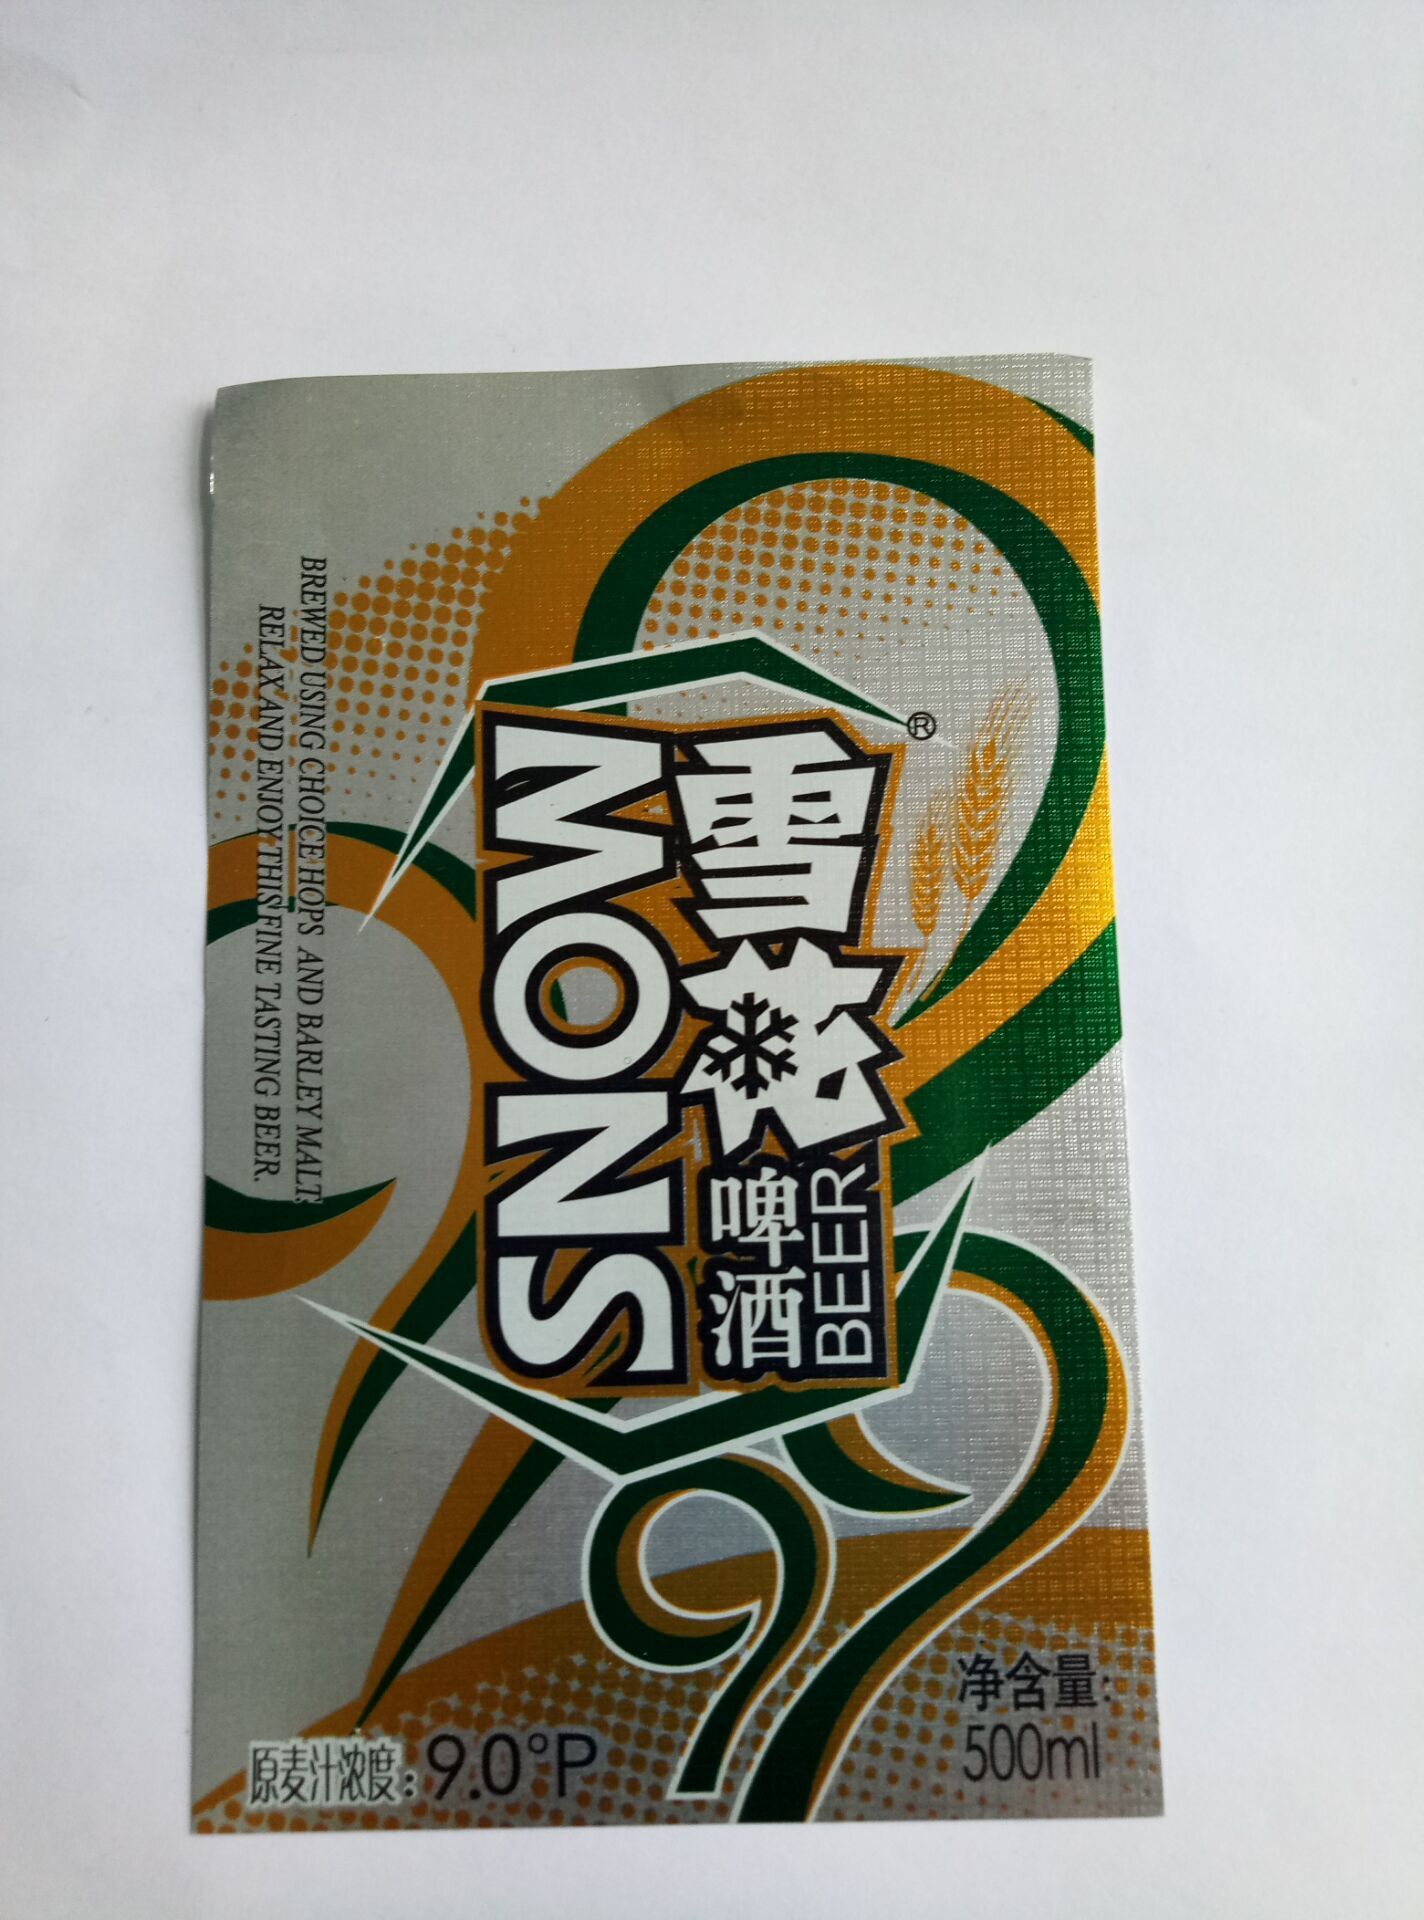 雪花
®
啤酒
BEER
SNOW
BREWED USING CHOICE HOPS AND BARLEY MALT.
RELAX AND ENJOY THIS FINE TASTING BEER.
净含量:
500ml
原麦汁浓度: 9.0°P